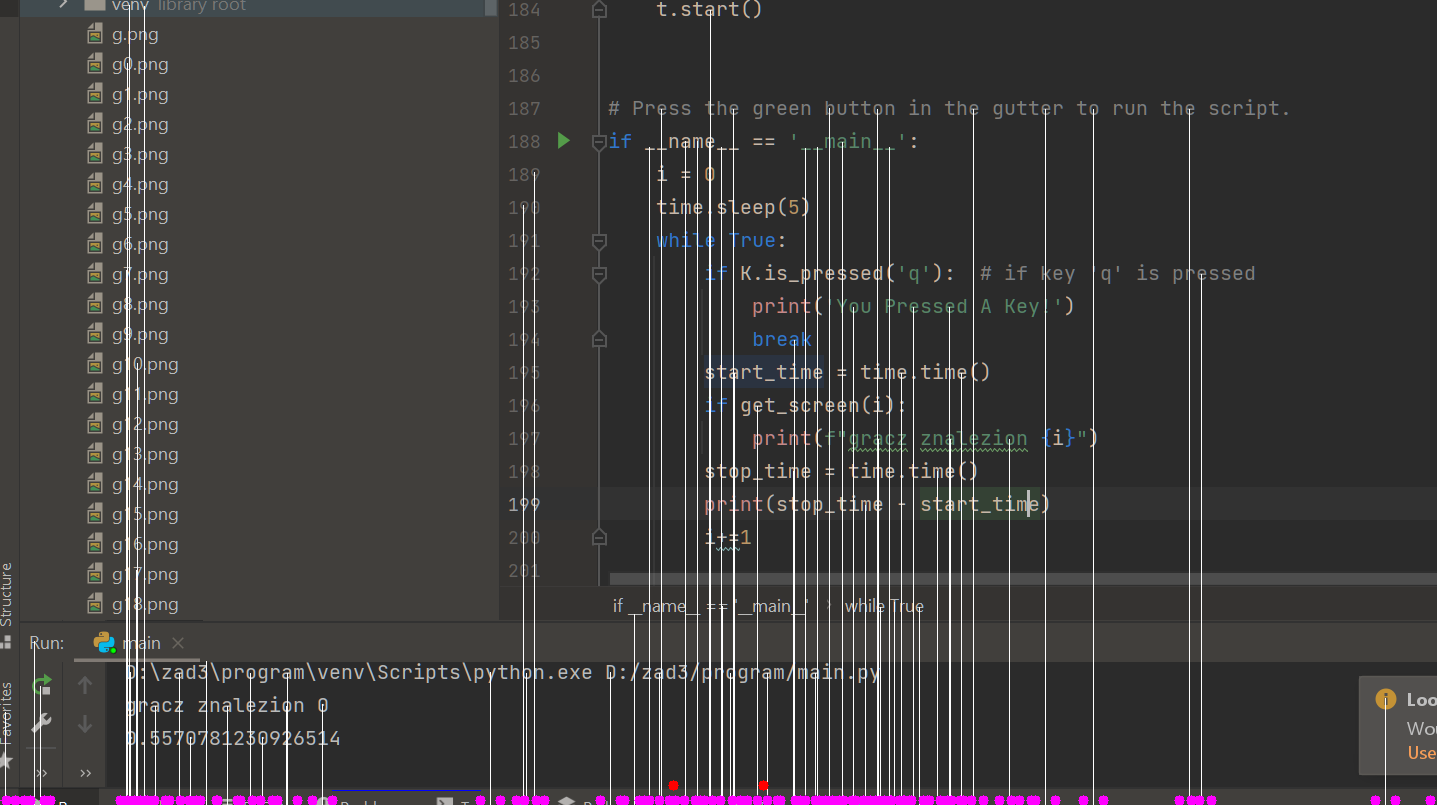 venv library root
g.png
g0.png
g1.png
g2.png
g3.png
g4.png
g5.png
g6.png
g7.png
g8.png
g9.png
g10.png
g11.png
g12.png
g13.png
g14.png
g15.png
g16.png
g17.png
g18.png
184 t.start()
185
186
187 # Press the green button in the gutter to run the script.
188 if __name__ == '__main__':
189 i = 0
190 time.sleep(5)
191 while True:
192 if K.is_pressed('q'):  # if key 'q' is pressed
193 print('You Pressed A Key!')
194 break
195 start_time = time.time()
196 if get_screen(i):
197 print(f"gracz znalezion {i}")
198 stop_time = time.time()
199 print(stop_time - start_time)
200 i+=1
201
if __name__ == '__main__' › while True
Structure
Favorites
Run: main
D:\zad3\program\venv\Scripts\python.exe D:/zad3/program/main.py
gracz znalezion 0
0.5570781230926514
Loo
Wou
Use